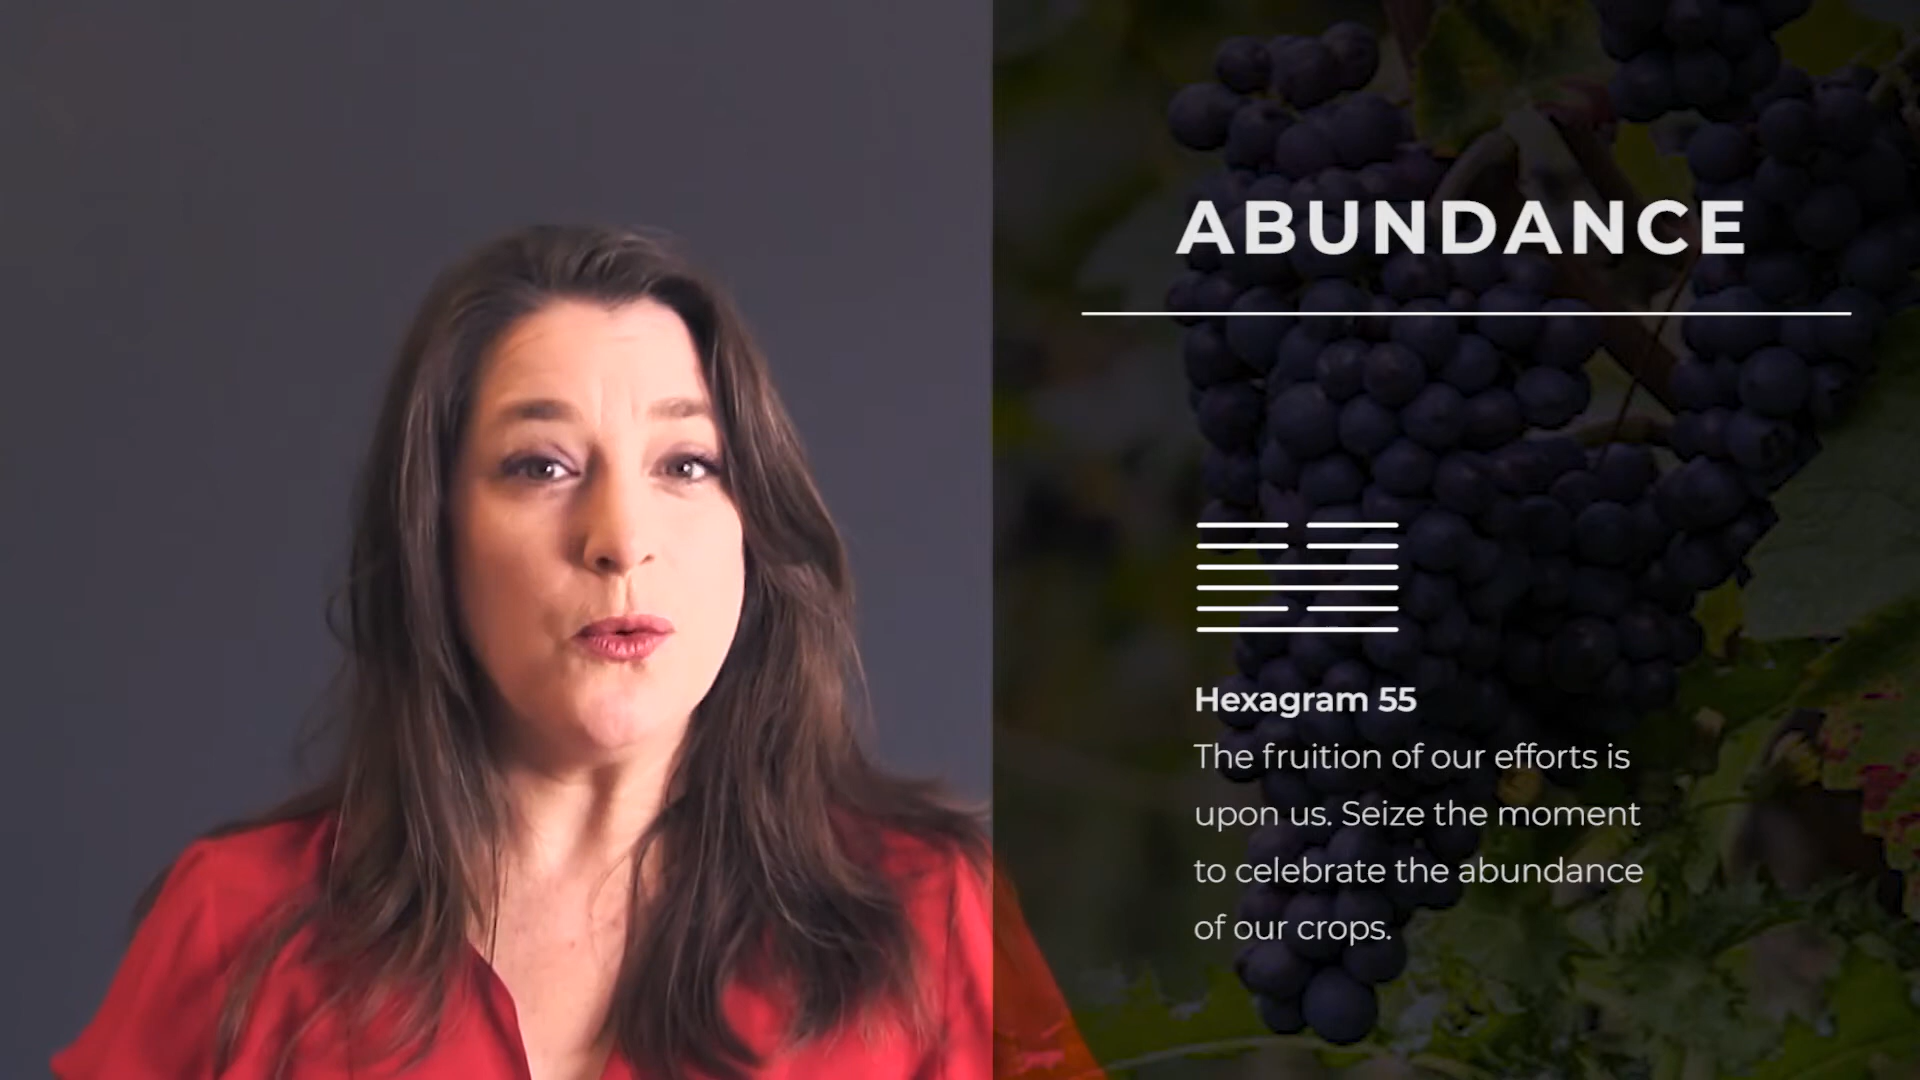 ABUNDANCE
Hexagram 55
The fruition of our efforts is
upon us. Seize the moment
to celebrate the abundance
of our crops.